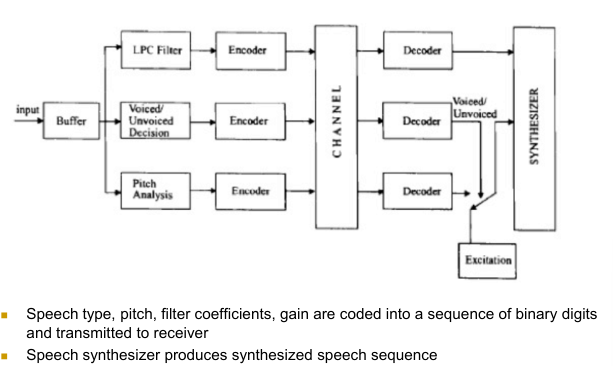 LPC Filter
Encoder
Decoder
input
Buffer
Voiced/
Unvoiced
Decision
Encoder
CHANNEL
Decoder
Voiced/
Unvoiced
SYNTHESIZER
Pitch
Analysis
Encoder
Decoder
Excitation
Speech type, pitch, filter coefficients, gain are coded into a sequence of binary digits
and transmitted to receiver
Speech synthesizer produces synthesized speech sequence